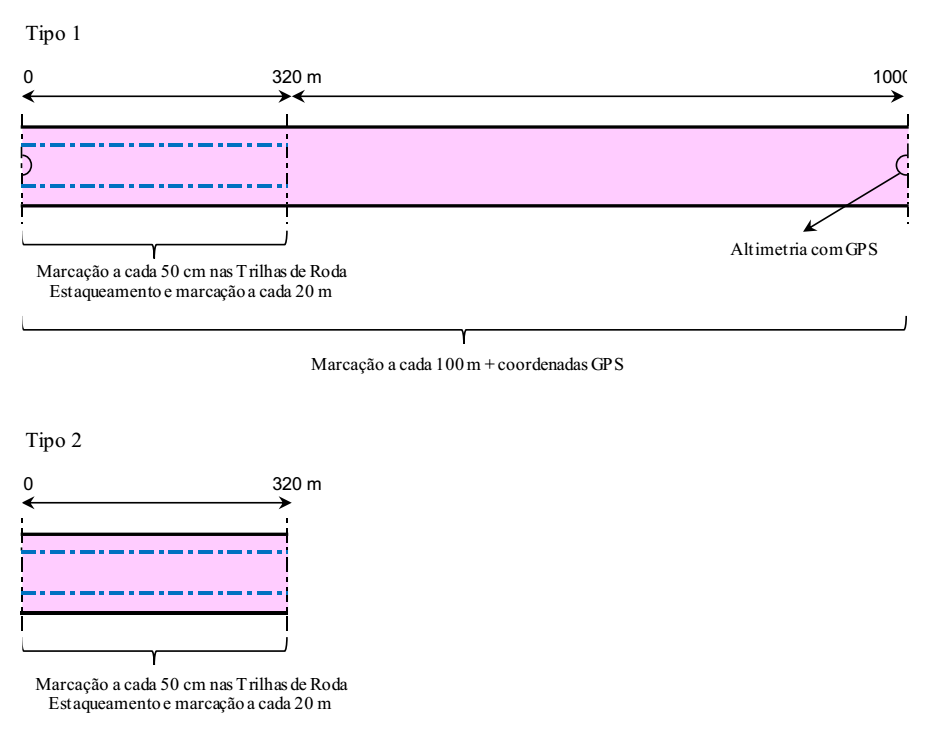 Tipo 1
0 320 m 1000
Altimetria com GPS
Marcação a cada 50 cm nas Trilhas de Roda
Estaqueamento e marcação a cada 20 m
Marcação a cada 100 m + coordenadas GPS
Tipo 2
0 320 m
Marcação a cada 50 cm nas Trilhas de Roda
Estaqueamento e marcação a cada 20 m